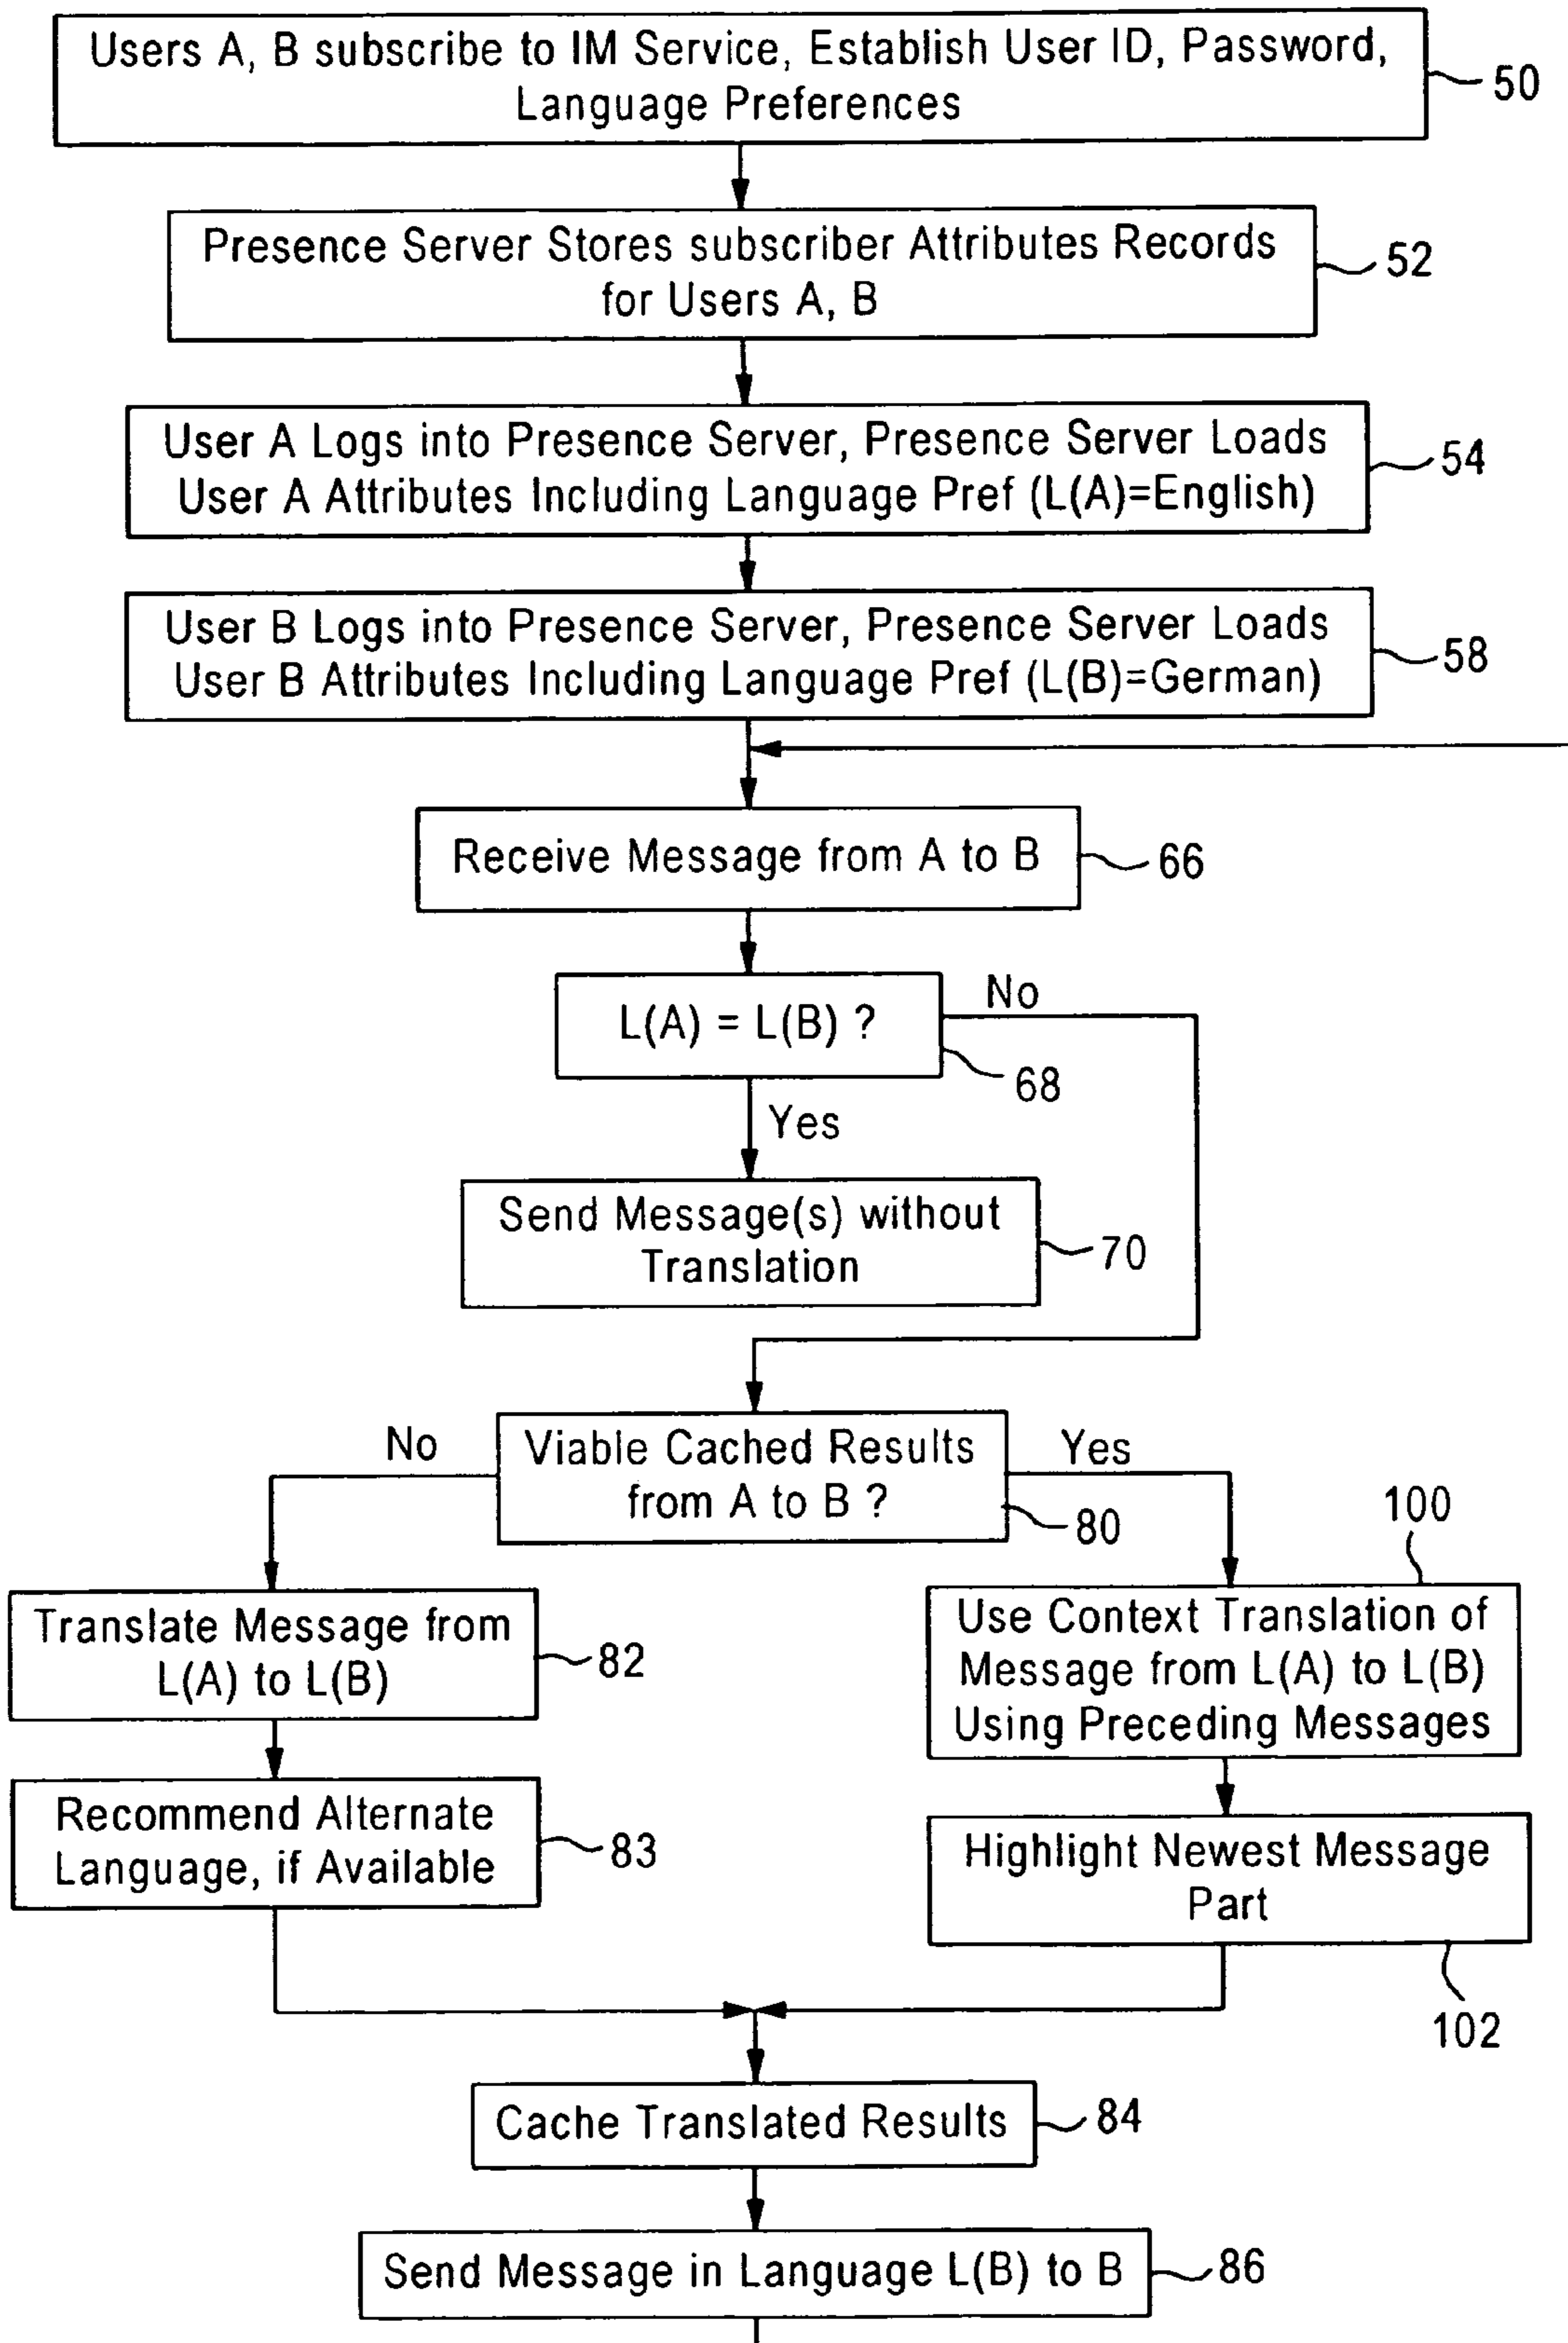 Users A, B subscribe to IM Service, Establish User ID, Password,
Language Preferences
50
Presence Server Stores subscriber Attributes Records
for Users A, B
52
User A Logs into Presence Server, Presence Server Loads
User A Attributes Including Language Pref (L(A)=English)
54
User B Logs into Presence Server, Presence Server Loads
User B Attributes Including Language Pref (L(B)=German)
58
Receive Message from A to B
66
L(A) = L(B) ?
No
68
Yes
Send Message(s) without
Translation
70
No
Viable Cached Results
from A to B ?
Yes
80
100
Translate Message from
L(A) to L(B)
82
Use Context Translation of
Message from L(A) to L(B)
Using Preceding Messages
Recommend Alternate
Language, if Available
83
Highlight Newest Message
Part
102
Cache Translated Results
84
Send Message in Language L(B) to B
86